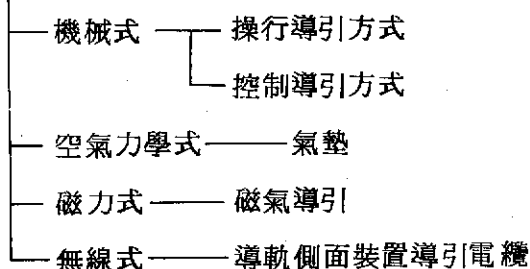 機械式 操行導引方式
控制導引方式
空氣力學式 氣墊
磁力式 磁氣導引
無線式 導軌側面裝置導引電纜